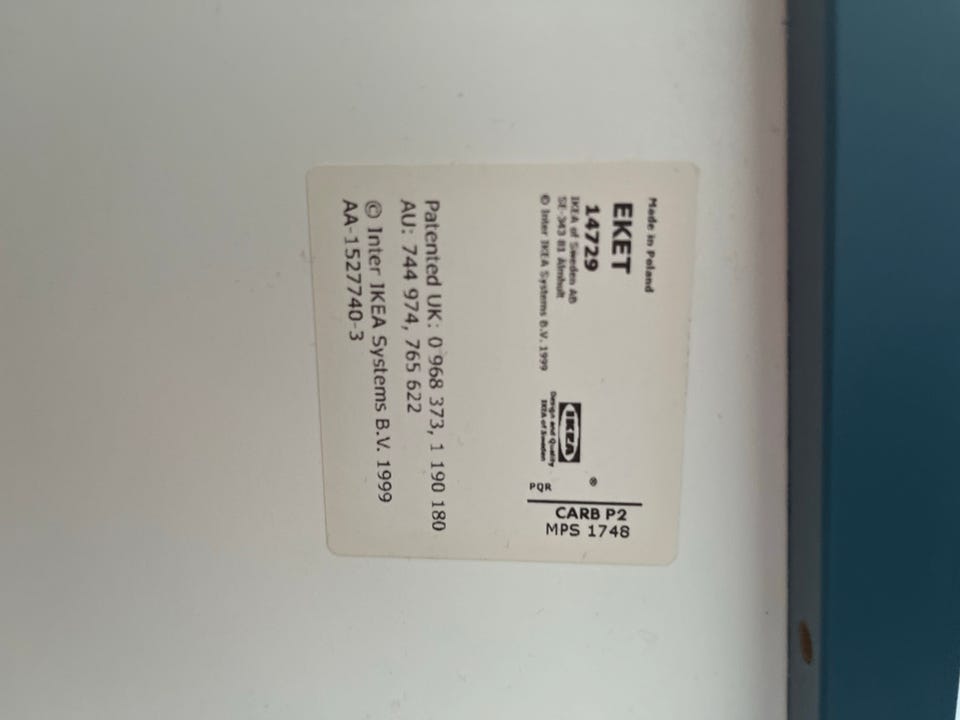 Made in Poland
EKET
14729
IKEA of Sweden AB
SE-343 81 Älmhult
© Inter IKEA Systems B.V. 1999
IKEA
®
Design and Quality
IKEA of Sweden
PQR
CARB P2
MPS 1748
Patented UK: 0 968 373, 1 190 180
AU: 744 974, 765 622
© Inter IKEA Systems B.V. 1999
AA-1527740-3